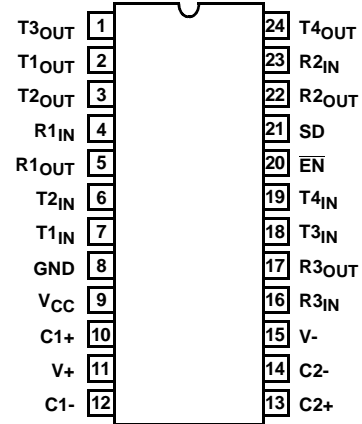 T3OUT 1 24 T4OUT
T1OUT 2 23 R2IN
T2OUT 3 22 R2OUT
R1IN 4 21 SD
R1OUT 5 20 E̅N̅
T2IN 6 19 T4IN
T1IN 7 18 T3IN
GND 8 17 R3OUT
VCC 9 16 R3IN
C1+ 10 15 V-
V+ 11 14 C2-
C1- 12 13 C2+